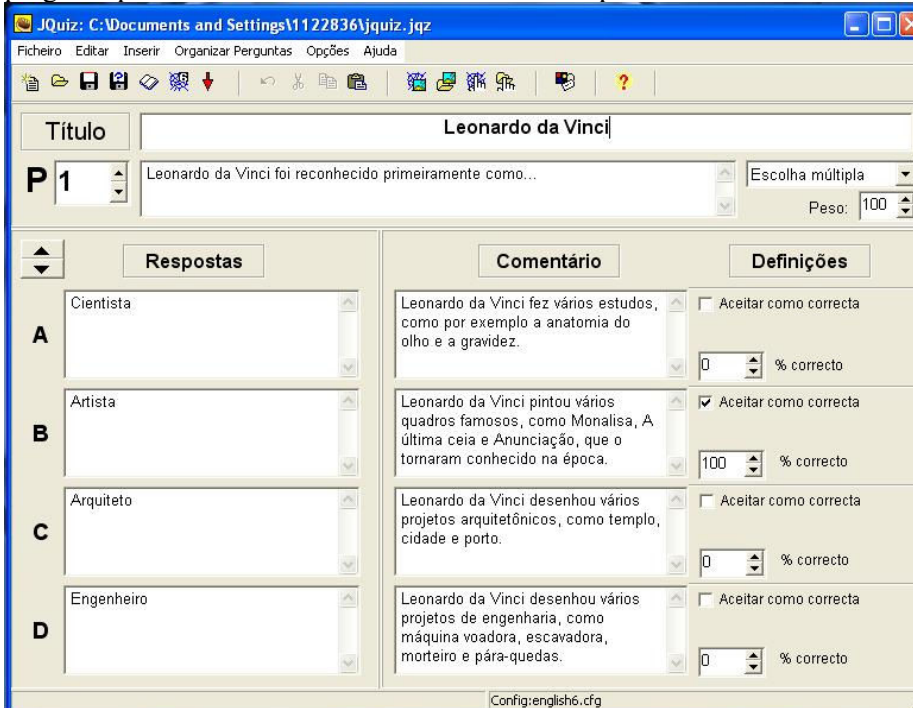 JQuiz: C:\Documents and Settings\1122836\jquiz.jqz
Ficheiro Editar Inserir Organizar Perguntas Opções Ajuda
Título
Leonardo da Vinci
P 1
Leonardo da Vinci foi reconhecido primeiramente como...
Escolha múltipla
Peso: 100
Respostas Comentário Definições
A
Cientista
Leonardo da Vinci fez vários estudos,
como por exemplo a anatomia do
olho e a gravidez.
Aceitar como correcta
0 % correcto
B
Artista
Leonardo da Vinci pintou vários
quadros famosos, como Monalisa, A
última ceia e Anunciação, que o
tornaram conhecido na época.
Aceitar como correcta
100 % correcto
C
Arquiteto
Leonardo da Vinci desenhou vários
projetos arquitetônicos, como templo,
cidade e porto.
Aceitar como correcta
0 % correcto
D
Engenheiro
Leonardo da Vinci desenhou vários
projetos de engenharia, como
máquina voadora, escavadora,
morteiro e pára-quedas.
Aceitar como correcta
0 % correcto
Config:english6.cfg